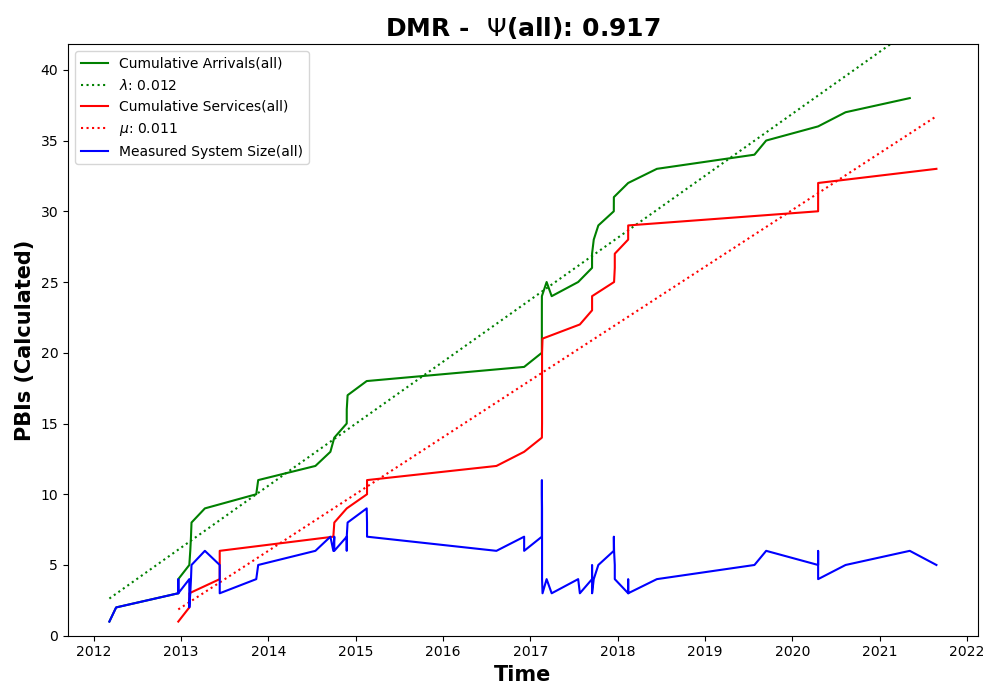 DMR - Ψ(all): 0.917
Cumulative Arrivals(all)
λ: 0.012
Cumulative Services(all)
μ: 0.011
Measured System Size(all)
PBIs (Calculated)
40
35
30
25
20
15
10
5
0
2012 2013 2014 2015 2016 2017 2018 2019 2020 2021 2022
Time